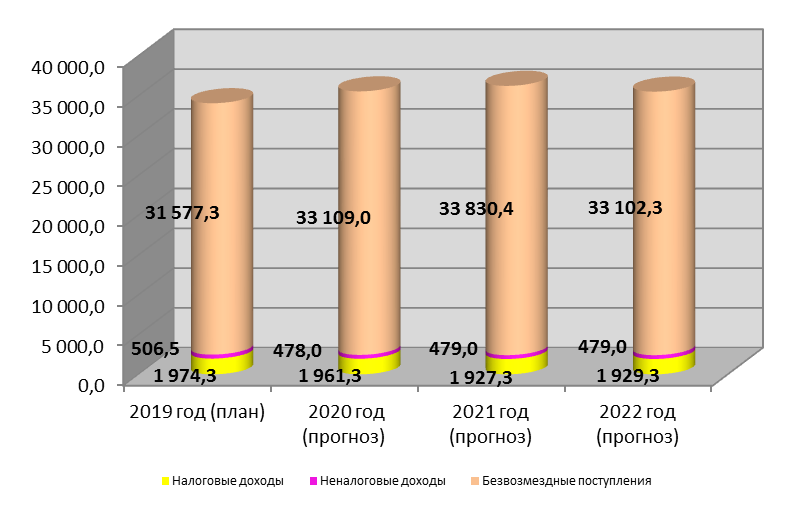 40 000,0
35 000,0
30 000,0
25 000,0
20 000,0
15 000,0
10 000,0
5 000,0
0,0
31 577,3
33 109,0
33 830,4
33 102,3
506,5
478,0
479,0
479,0
1 974,3
1 961,3
1 927,3
1 929,3
2019 год (план)
2020 год
(прогноз)
2021 год
(прогноз)
2022 год
(прогноз)
Налоговые доходы
Неналоговые доходы
Безвозмездные поступления